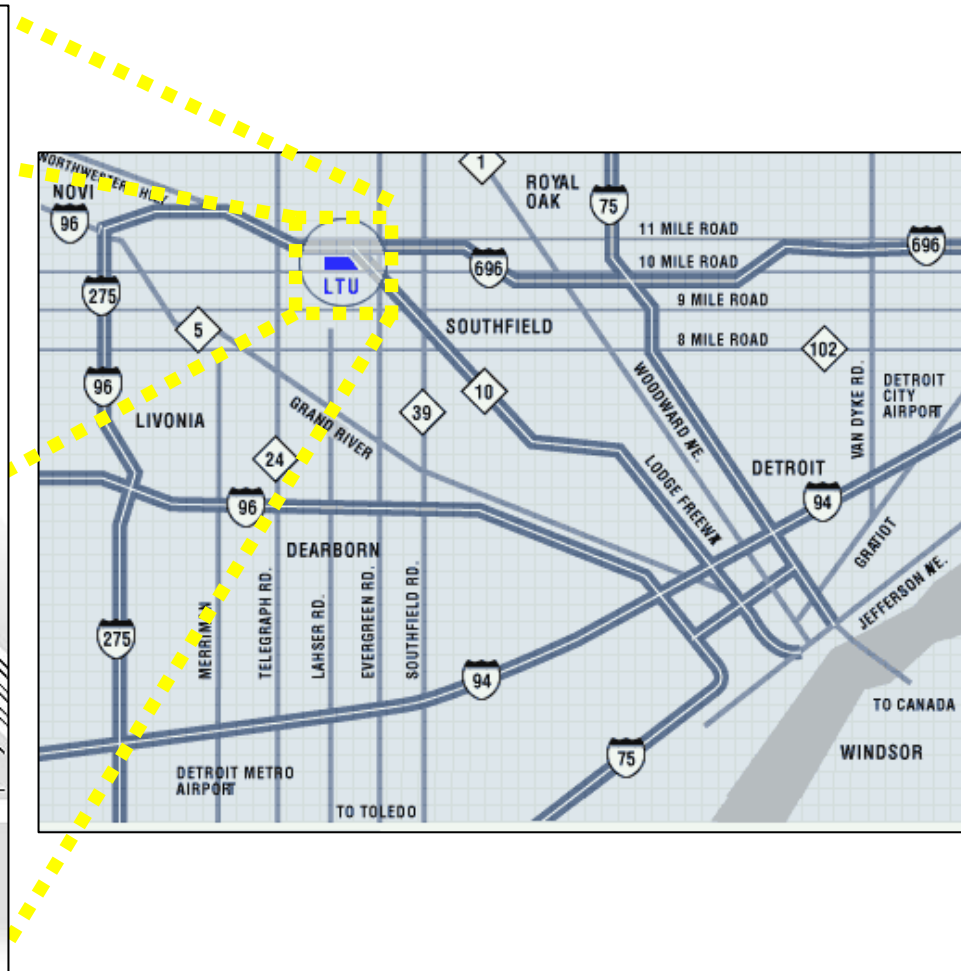 NORTHWESTERN HWY
NOVI
96
1
ROYAL
OAK
75
11 MILE ROAD
696
10 MILE ROAD
696
275
LTU
9 MILE ROAD
5
SOUTHFIELD
8 MILE ROAD
102
96
LIVONIA
GRAND RIVER
39
10
WOODWARD AVE.
VAN DYKE RD.
DETROIT
CITY
AIRPORT
24
LODGE FREEWAY
DETROIT
96
94
DEARBORN
GRATIOT
JEFFERSON AVE.
275
MERRIMAN
TELEGRAPH RD.
LAHSER RD.
EVERGREEN RD.
SOUTHFIELD RD.
94
TO CANADA
75
WINDSOR
DETROIT METRO
AIRPORT
TO TOLEDO